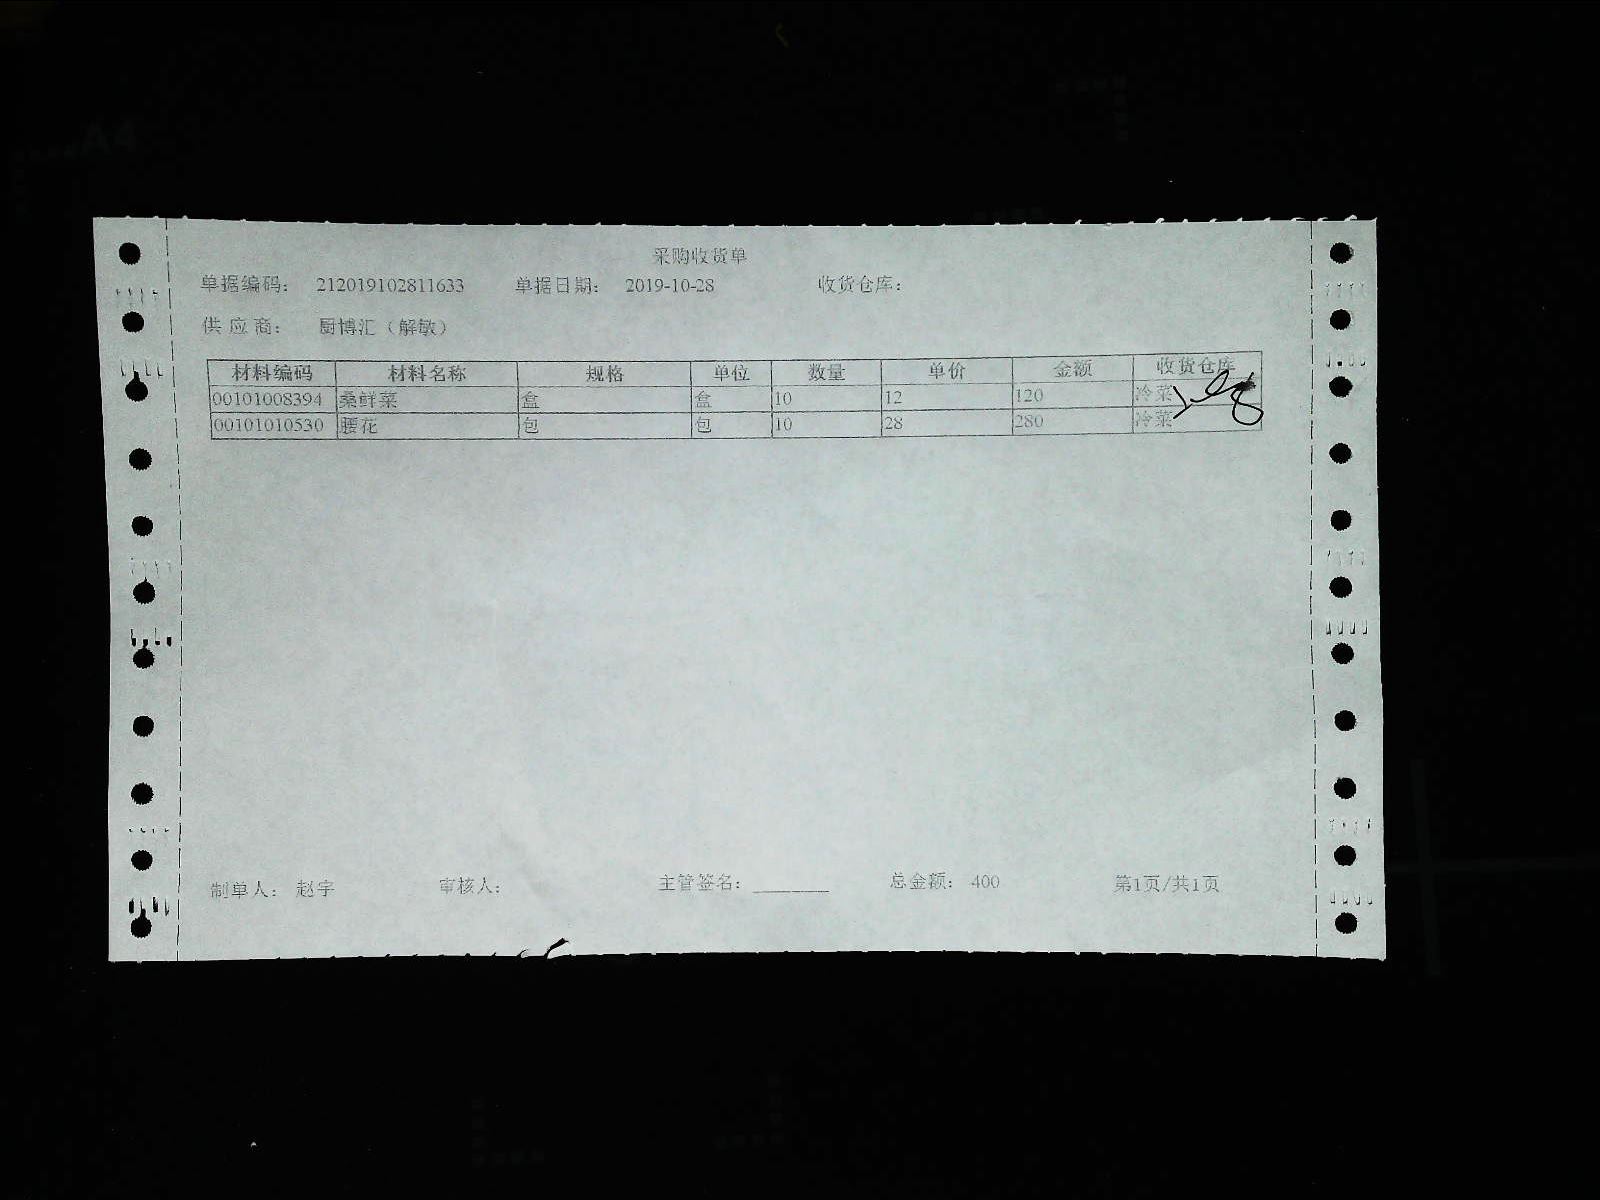 采购收货单
单据编码： 212019102811633 单据日期： 2019-10-28 收货仓库：
供应商： 厨博汇（解敏）
材料编码 材料名称 规格 单位 数量 单价 金额 收货仓库
00101008394 桑鲜菜 盒 盒 10 12 120 冷菜
00101010530 腰花 包 包 10 28 280 冷菜
制单人： 赵宇 审核人： 主管签名：________ 总金额： 400 第1页/共1页